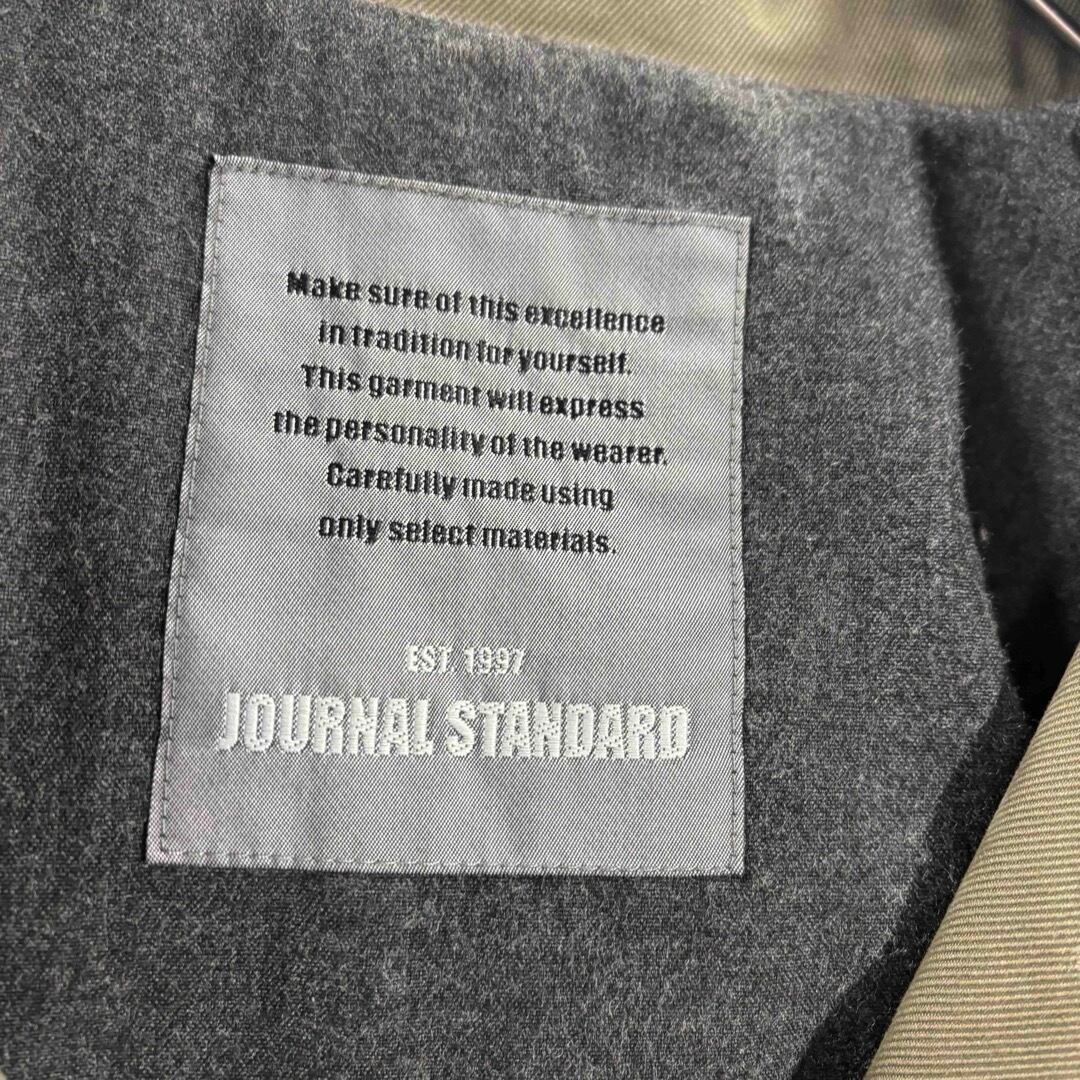 Make sure of this excellence
in tradition for yourself.
This garment will express
the personality of the wearer.
Carefully made using
only select materials.
EST. 1997
JOURNAL STANDARD